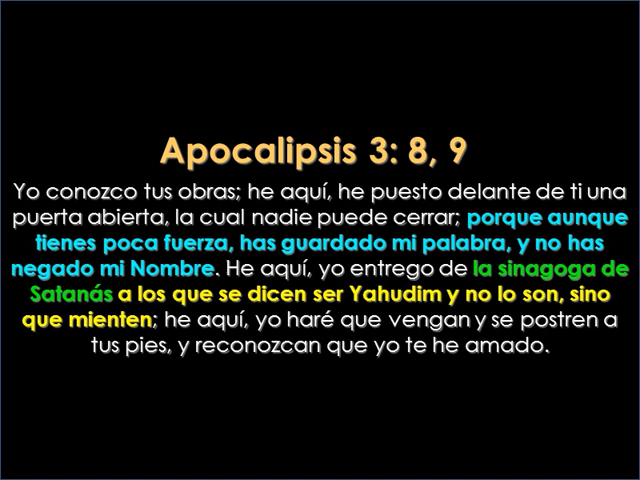 Apocalipsis 3: 8, 9
Yo conozco tus obras; he aquí, he puesto delante de ti una
puerta abierta, la cual nadie puede cerrar; porque aunque
tienes poca fuerza, has guardado mi palabra, y no has
negado mi Nombre. He aquí, yo entrego de la sinagoga de
Satanás a los que se dicen ser Yahudim y no lo son, sino
que mienten; he aquí, yo haré que vengan y se postren a
tus pies, y reconozcan que yo te he amado.